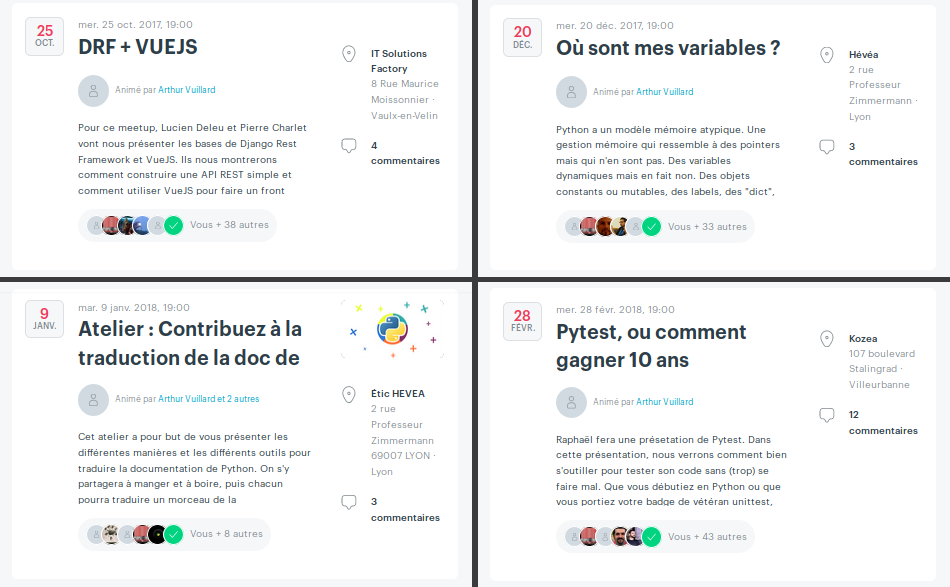 25
OCT.
mer. 25 oct. 2017, 19:00
DRF + VUEJS
Animé par Arthur Vuillard
Pour ce meetup, Lucien Deleu et Pierre Charlet
vont nous présenter les bases de Django Rest
Framework et VueJS. Ils nous montrerons
comment construire une API REST simple et
comment utiliser VueJS pour faire un front
Vous + 38 autres
IT Solutions
Factory
8 Rue Maurice
Moissonnier ·
Vaulx-en-Velin
4
commentaires
20
DÉC.
mer. 20 déc. 2017, 19:00
Où sont mes variables ?
Animé par Arthur Vuillard
Python a un modèle mémoire atypique. Une
gestion mémoire qui ressemble à des pointers
mais qui n'en sont pas. Des variables
dynamiques mais en fait non. Des objets
constants ou mutables, des labels, des "dict",
Vous + 33 autres
Hévéa
2 rue
Professeur
Zimmermann ·
Lyon
3
commentaires
9
JANV.
mar. 9 janv. 2018, 19:00
Atelier : Contribuez à la
traduction de la doc de
Animé par Arthur Vuillard et 2 autres
Cet atelier a pour but de vous présenter les
différentes manières et les différents outils pour
traduire la documentation de Python. On s'y
partagera à manger et à boire, puis chacun
pourra traduire un morceau de la
Vous + 8 autres
Étic HEVEA
2 rue
Professeur
Zimmermann
69007 LYON ·
Lyon
3
commentaires
28
FÉVR.
mer. 28 févr. 2018, 19:00
Pytest, ou comment
gagner 10 ans
Animé par Arthur Vuillard
Raphaël fera une présetation de Pytest. Dans
cette présentation, nous verrons comment bien
s'outiller pour tester son code sans (trop) se
faire mal. Que vous débutiez en Python ou que
vous portiez votre badge de vétéran unittest,
Vous + 43 autres
Kozea
107 boulevard
Stalingrad ·
Villeurbanne
12
commentaires